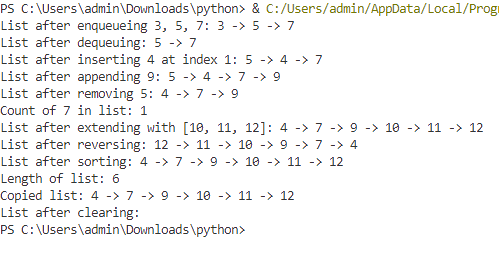 PS C:\Users\admin\Downloads\python> & C:/Users/admin/AppData/Local/Prog
List after enqueueing 3, 5, 7: 3 -> 5 -> 7
List after dequeuing: 5 -> 7
List after inserting 4 at index 1: 5 -> 4 -> 7
List after appending 9: 5 -> 4 -> 7 -> 9
List after removing 5: 4 -> 7 -> 9
Count of 7 in list: 1
List after extending with [10, 11, 12]: 4 -> 7 -> 9 -> 10 -> 11 -> 12
List after reversing: 12 -> 11 -> 10 -> 9 -> 7 -> 4
List after sorting: 4 -> 7 -> 9 -> 10 -> 11 -> 12
Length of list: 6
Copied list: 4 -> 7 -> 9 -> 10 -> 11 -> 12
List after clearing:
PS C:\Users\admin\Downloads\python>